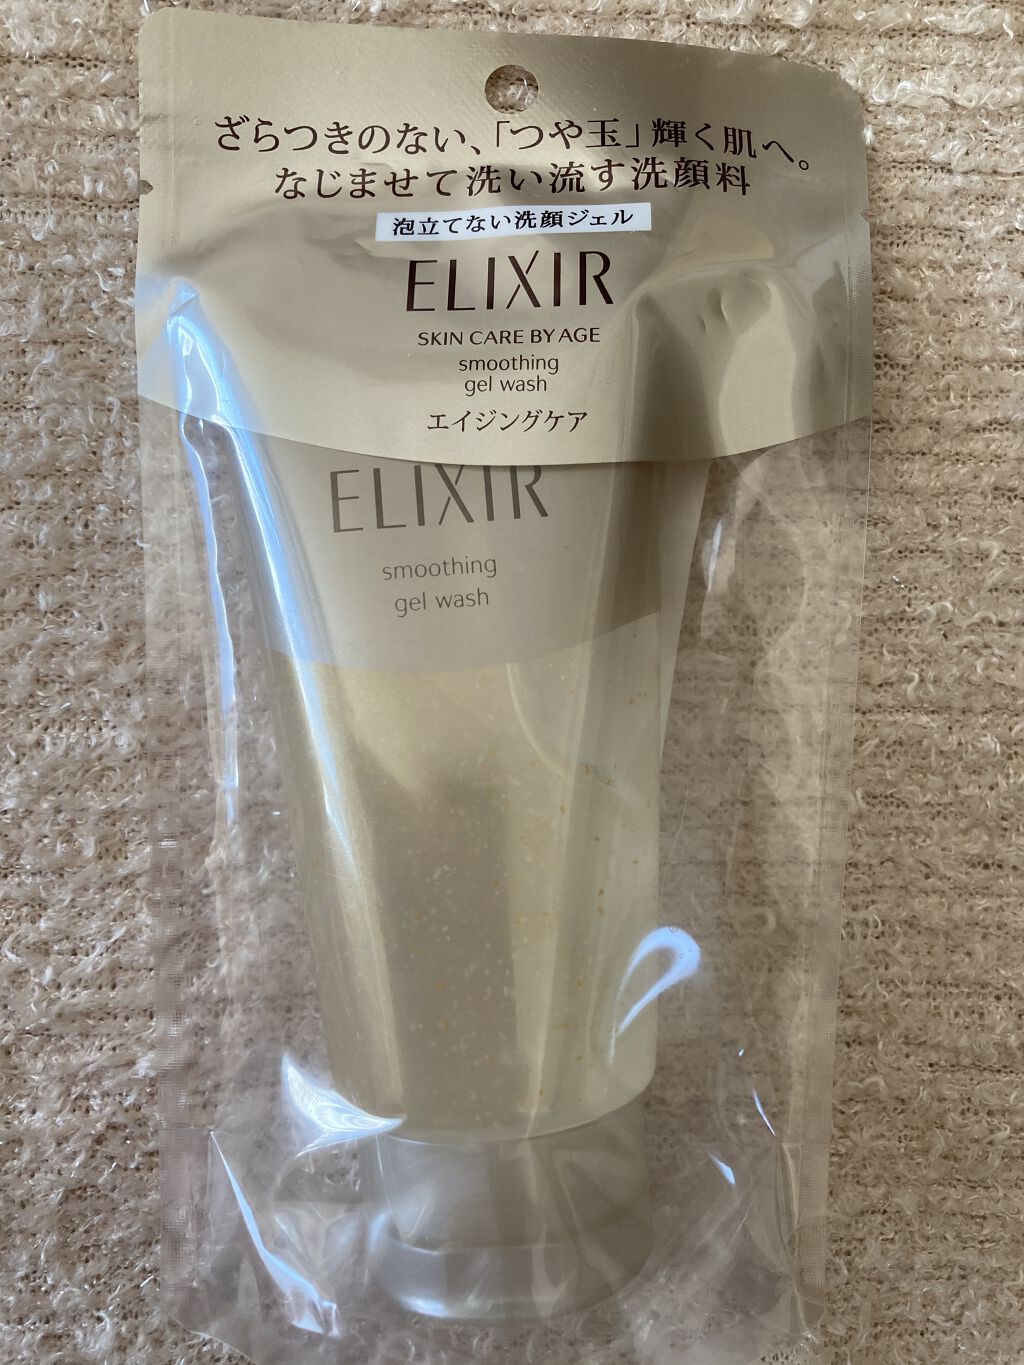 ざらつきのない、「つや玉」輝く肌へ。
なじませて洗い流す洗顔料
泡立てない洗顔ジェル
ELIXIR
SKIN CARE BY AGE
smoothing
gel wash
エイジングケア
ELIXIR
smoothing
gel wash